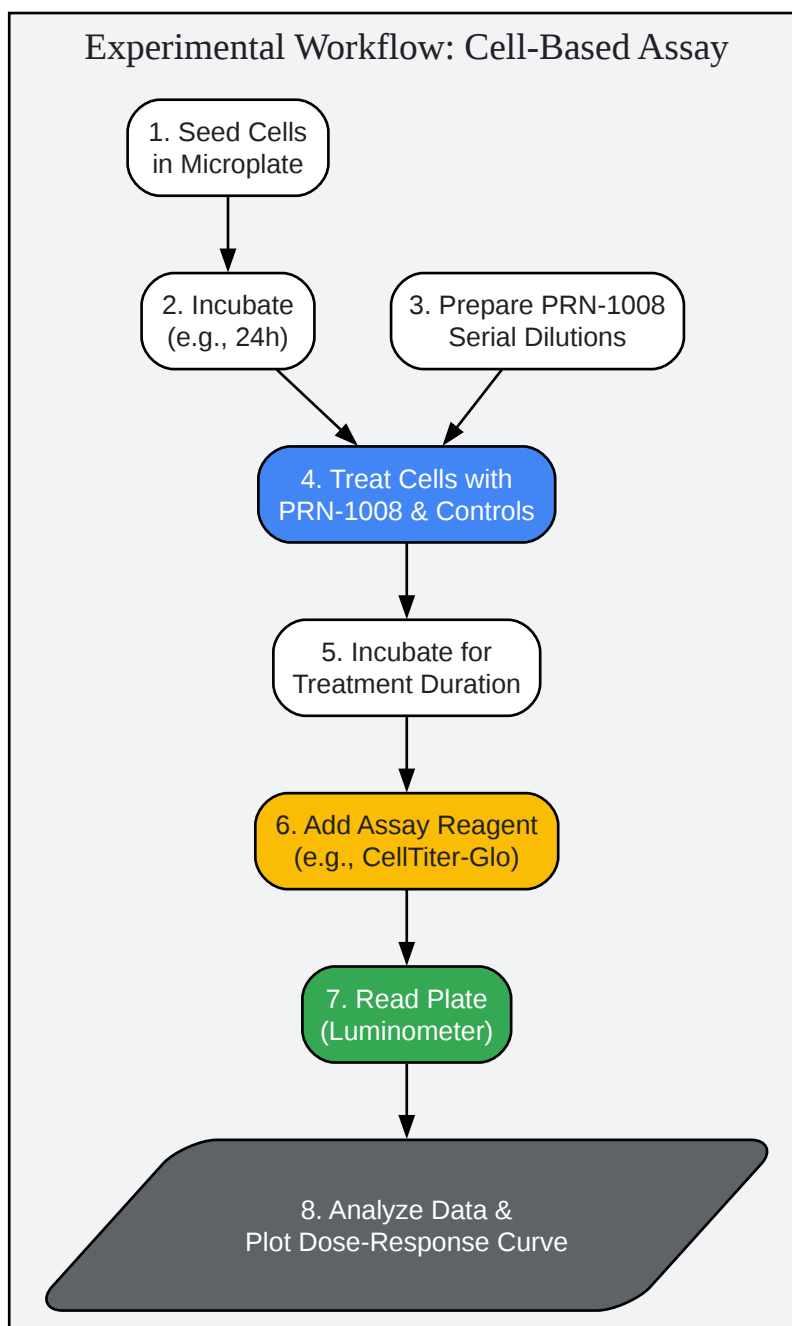 Experimental Workflow: Cell-Based Assay
1. Seed Cells
in Microplate
2. Incubate
(e.g., 24h)
3. Prepare PRN-1008
Serial Dilutions
4. Treat Cells with
PRN-1008 & Controls
5. Incubate for
Treatment Duration
6. Add Assay Reagent
(e.g., CellTiter-Glo)
7. Read Plate
(Luminometer)
8. Analyze Data &
Plot Dose-Response Curve